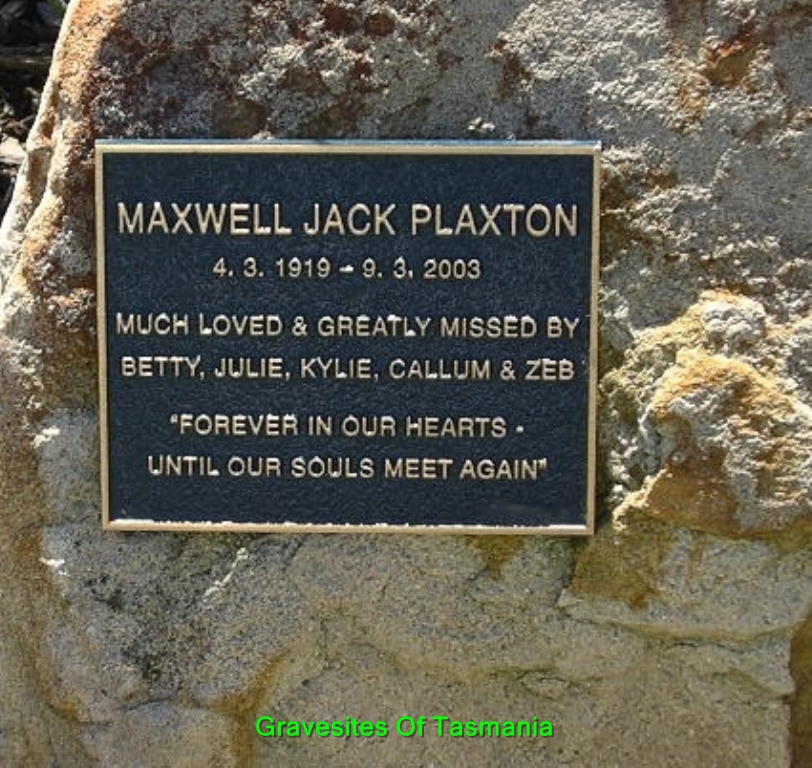 MAXWELL JACK PLAXTON
4. 3. 1919 - 9. 3. 2003
MUCH LOVED & GREATLY MISSED BY
BETTY, JULIE, KYLIE, CALLUM & ZEB
"FOREVER IN OUR HEARTS -
UNTIL OUR SOULS MEET AGAIN"
Gravesites Of Tasmania